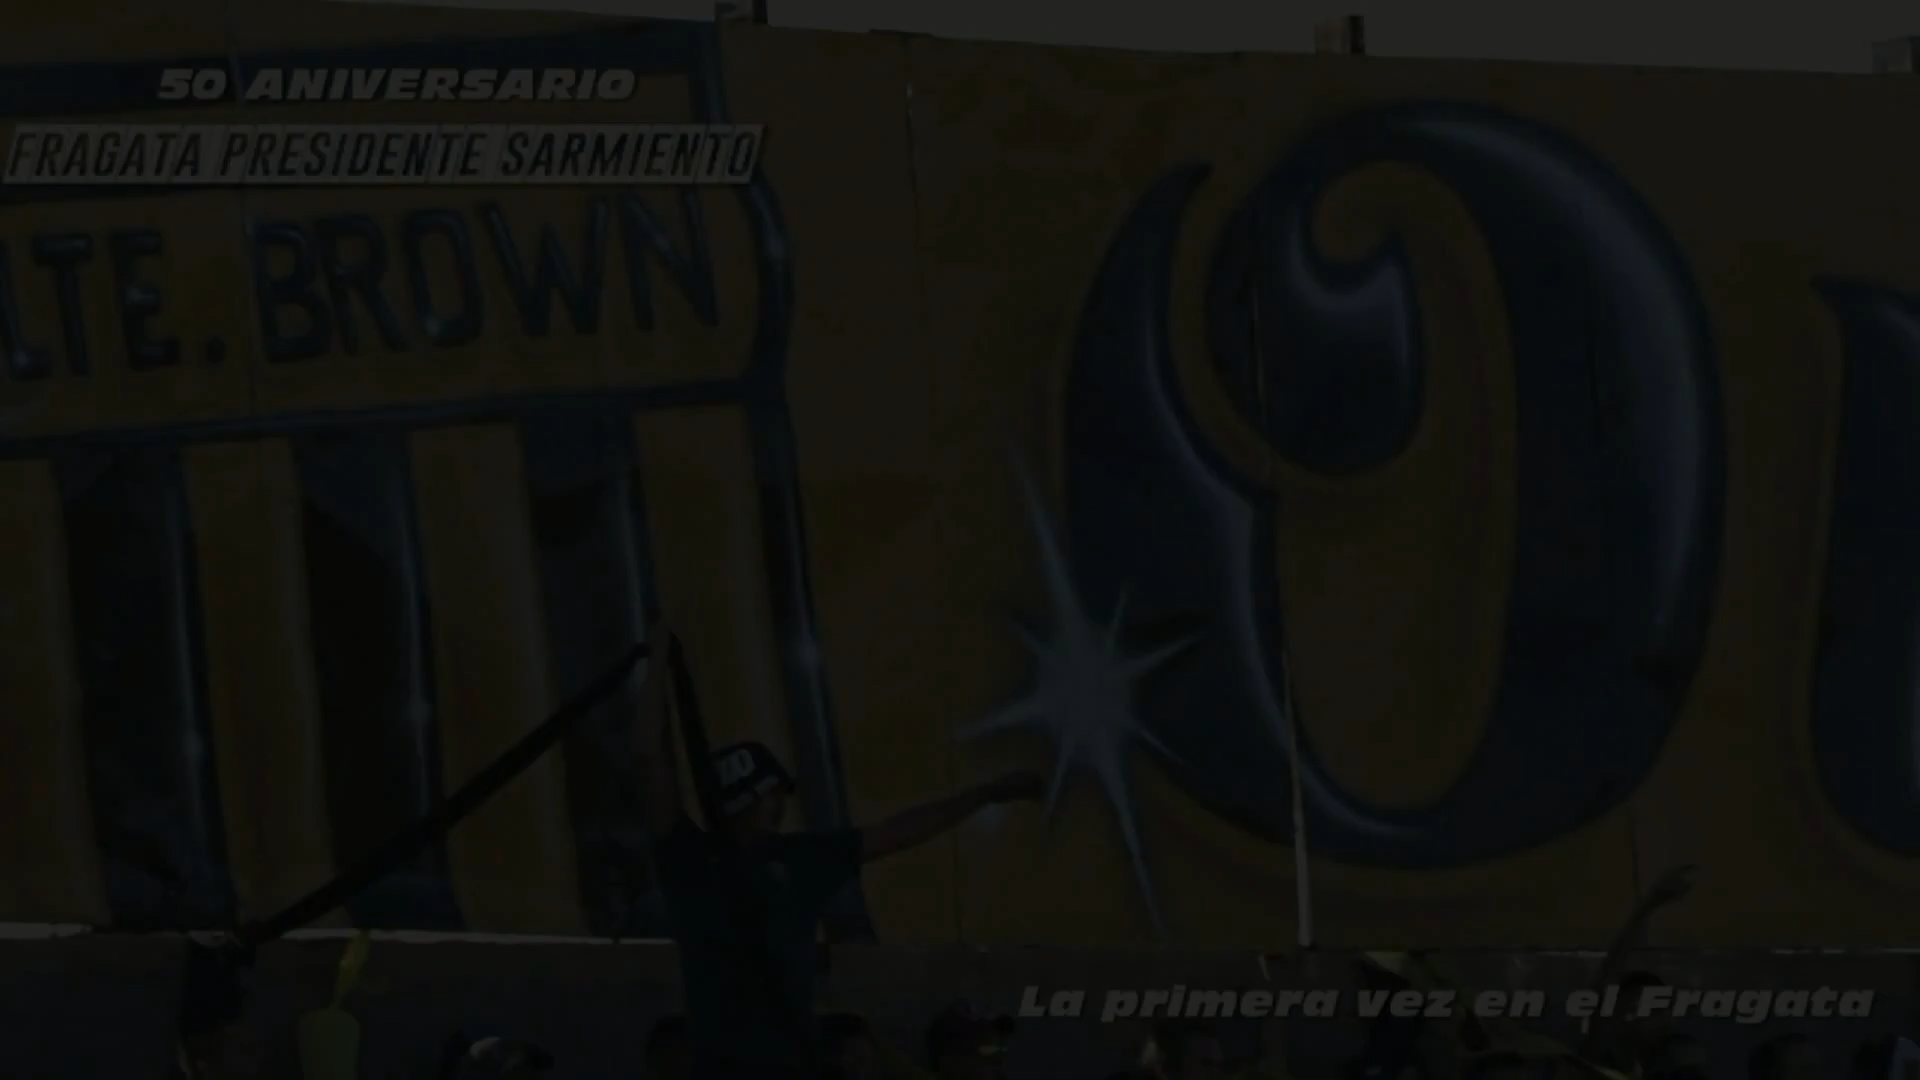 50 ANIVERSARIO
FRAGATA PRESIDENTE SARMIENTO
LTE. BROWN
La primera vez en el Fragata